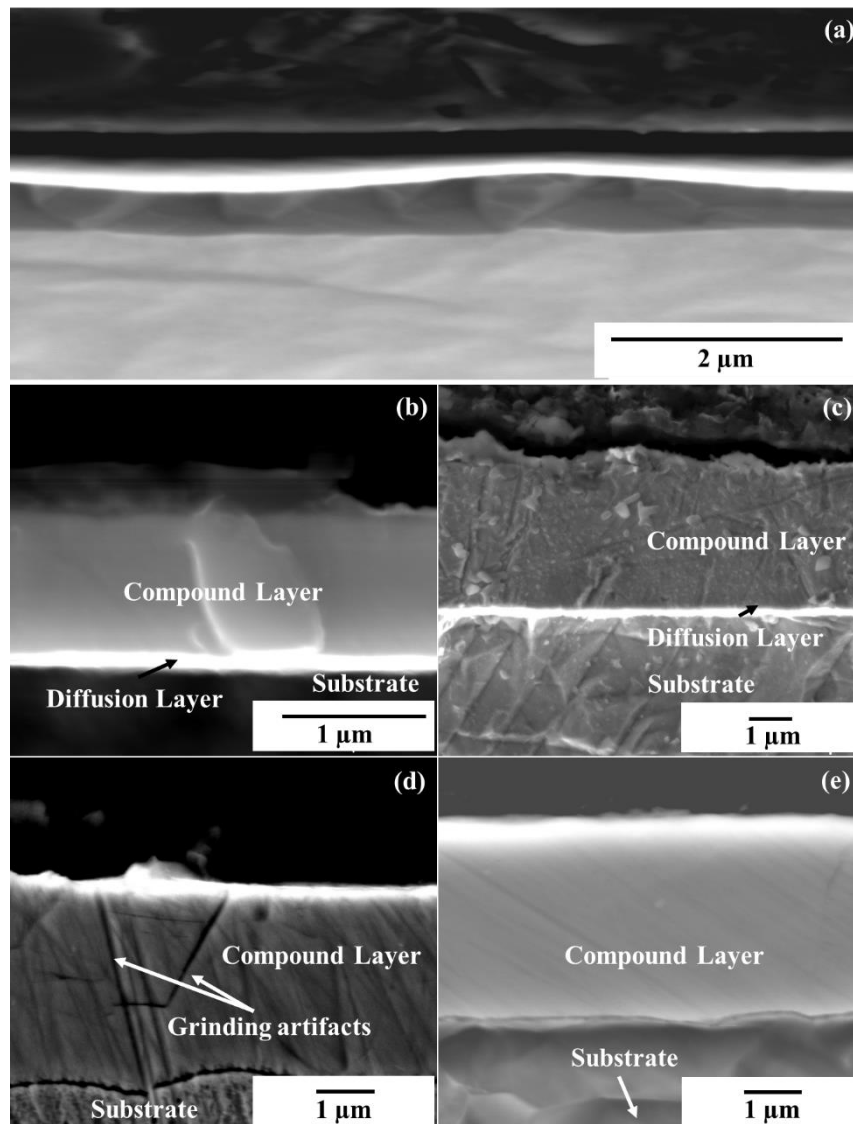 (a)
2 µm
(b)
Compound Layer
Diffusion Layer
Substrate
1 µm
(c)
Compound Layer
Diffusion Layer
Substrate
1 µm
(d)
Compound Layer
Grinding artifacts
Substrate
1 µm
(e)
Compound Layer
Substrate
1 µm